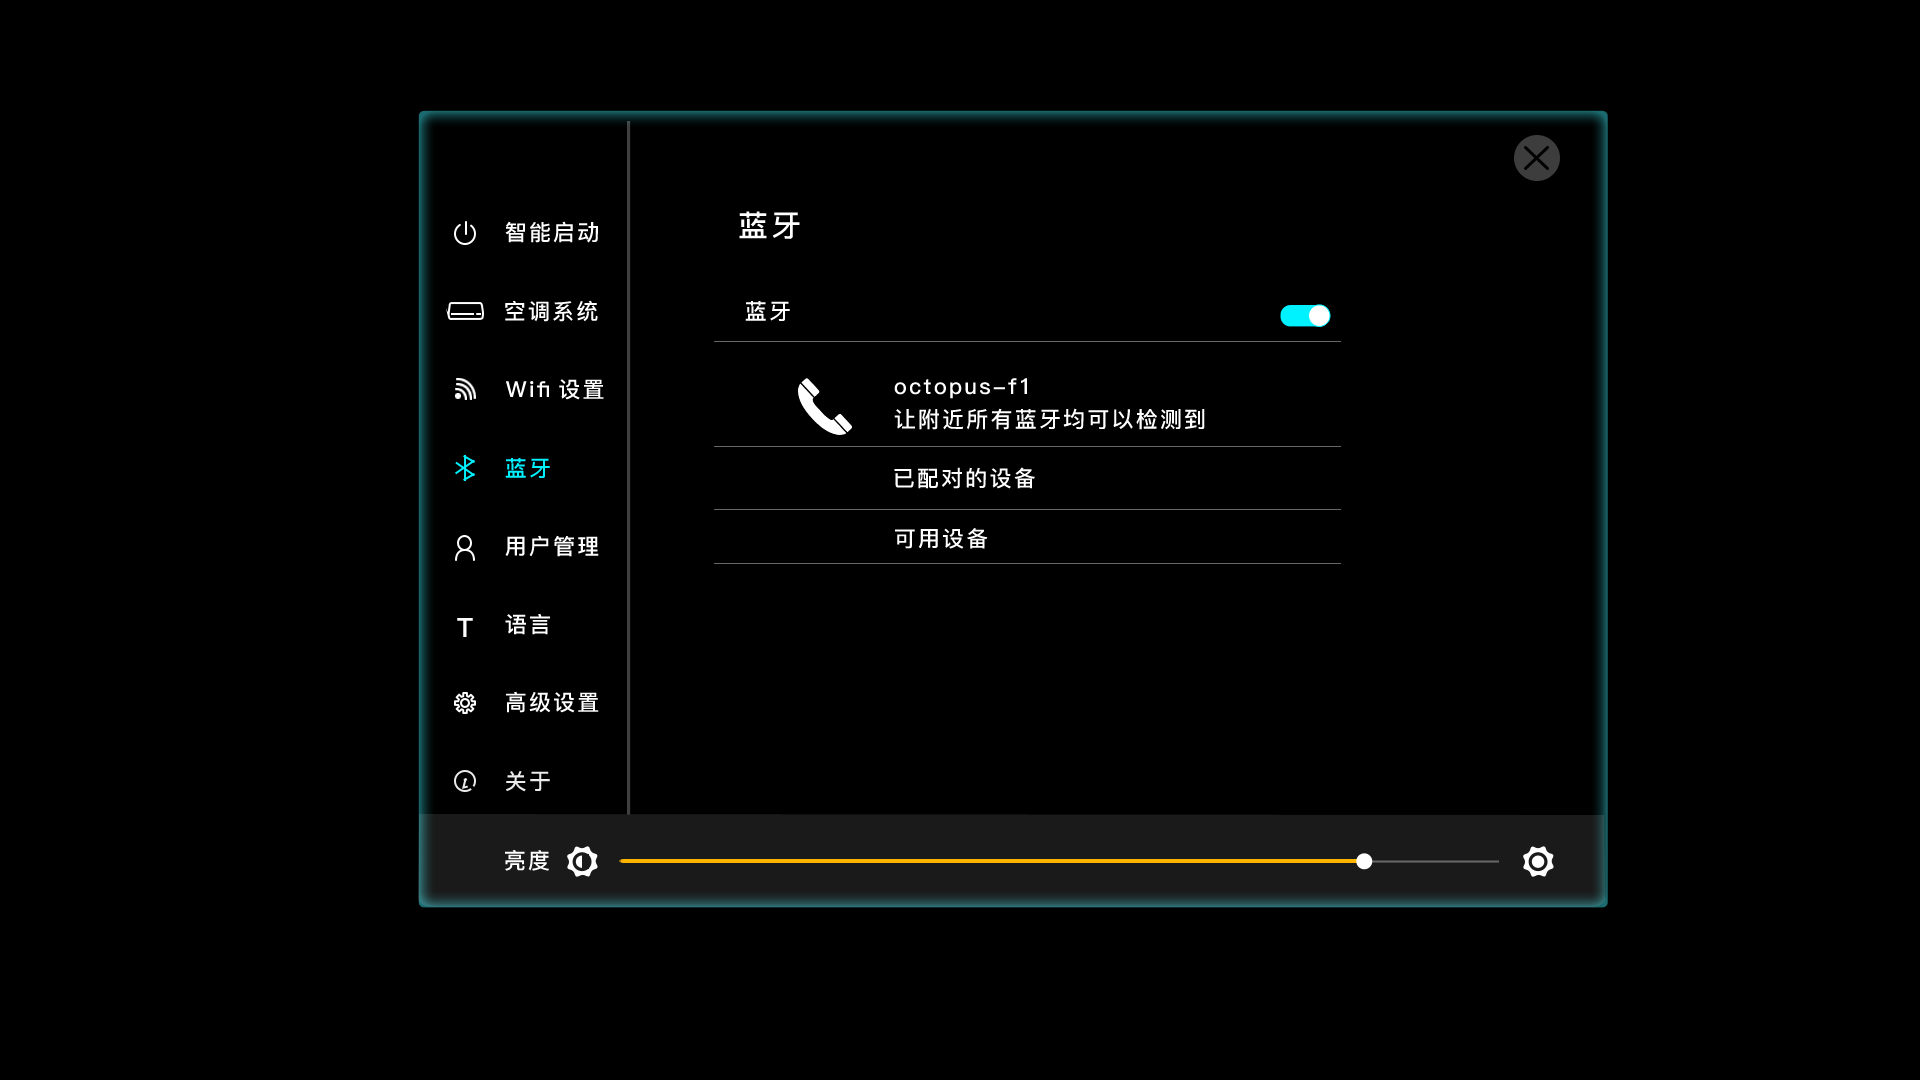 智能启动
空调系统
Wifi 设置
蓝牙
用户管理
T 语言
高级设置
关于
蓝牙
蓝牙
octopus-f1
让附近所有蓝牙均可以检测到
已配对的设备
可用设备
亮度